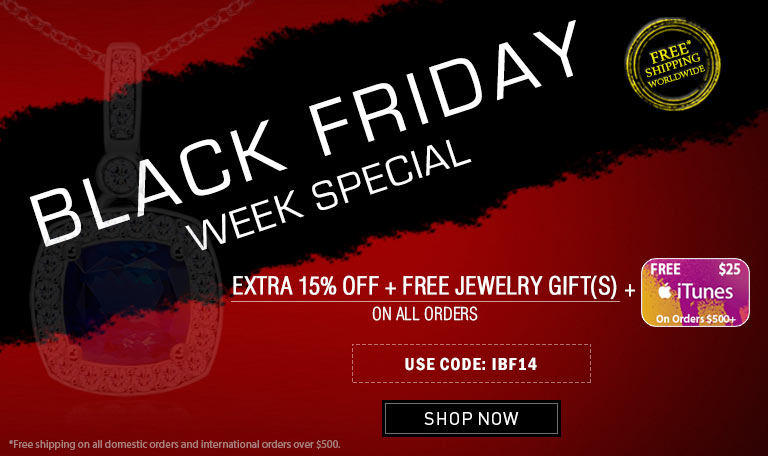 BLACK FRIDAY
WEEK SPECIAL
FREE*
SHIPPING
WORLDWIDE
EXTRA 15% OFF + FREE JEWELRY GIFT(S) +
ON ALL ORDERS
FREE $25
iTunes
On Orders $500+
USE CODE: IBF14
SHOP NOW
*Free shipping on all domestic orders and international orders over $500.